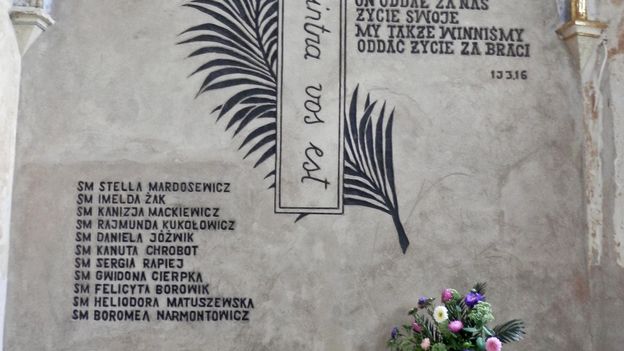 ON ODDAŁ ZA NAS
ŻYCIE SWOJE
MY TAKŻE WINNIŚMY
ODDAĆ ŻYCIE ZA BRACI
1J 3,16
intra vos est
SM STELLA MARDOSEWICZ
SM IMELDA ŻAK
SM KANIZJA MACKIEWICZ
SM RAJMUNDA KUKOŁOWICZ
SM DANIELA JÓŹWIK
SM KANUTA CHROBOT
SM SERGIA RAPIEJ
SM GWIDONA CIERPKA
SM FELICYTA BOROWIK
SM HELIODORA MATUSZEWSKA
SM BOROMEA NARMONTOWICZ